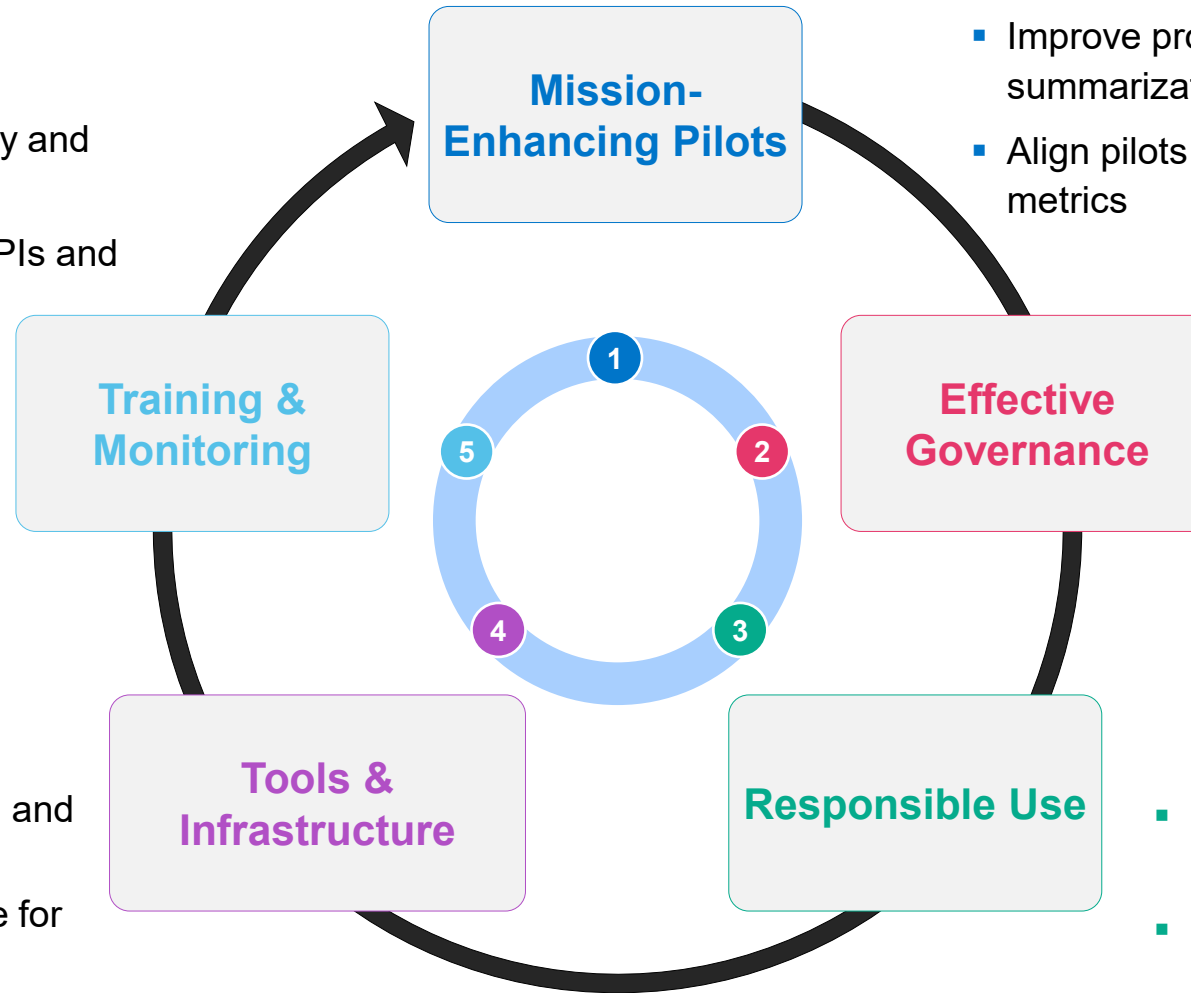 Mission-
Enhancing Pilots
Improve
summarizat
Align pilots
metrics
y and
PIs and
1
2
3
4
5
Effective
Governance
Responsible Use
Tools &
Infrastructure
and
e for
Training &
Monitoring